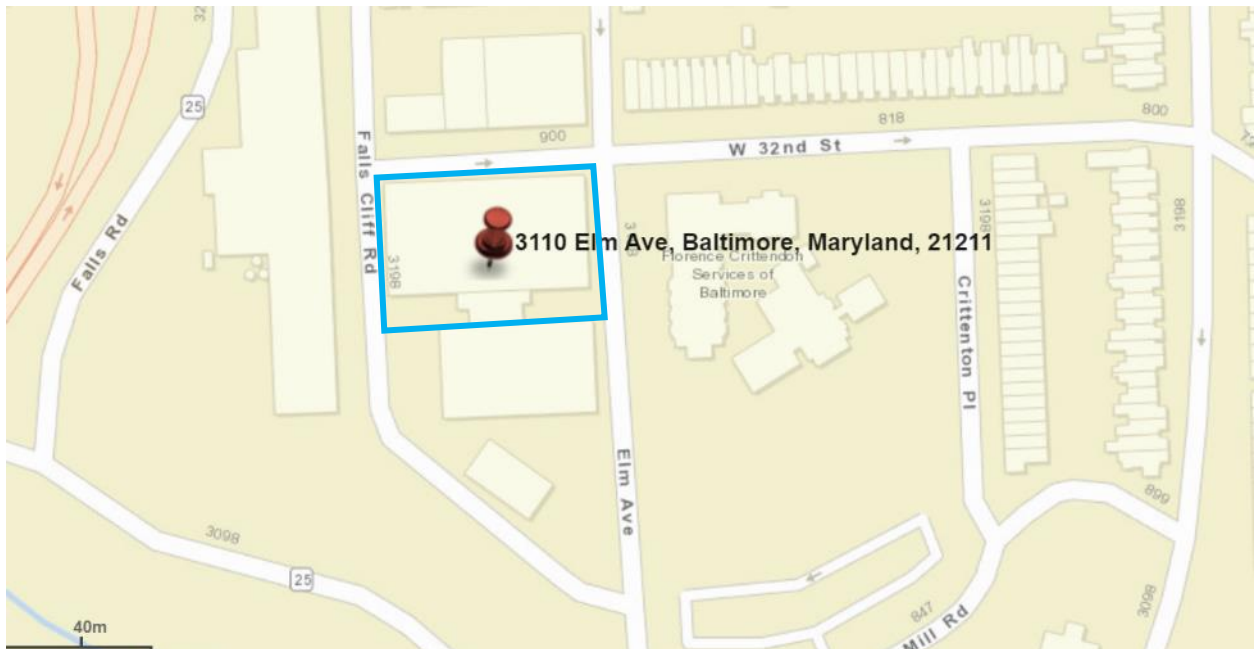 25
Falls Rd
Falls Cliff Rd
900
W 32nd St
818
800
3198
3110 Elm Ave, Baltimore, Maryland, 21211
Florence Crittendon
Services of
Baltimore
3198
3198
Crittenton Pl
Elm Ave
899
3098
25
847
Mill Rd
3098
40m